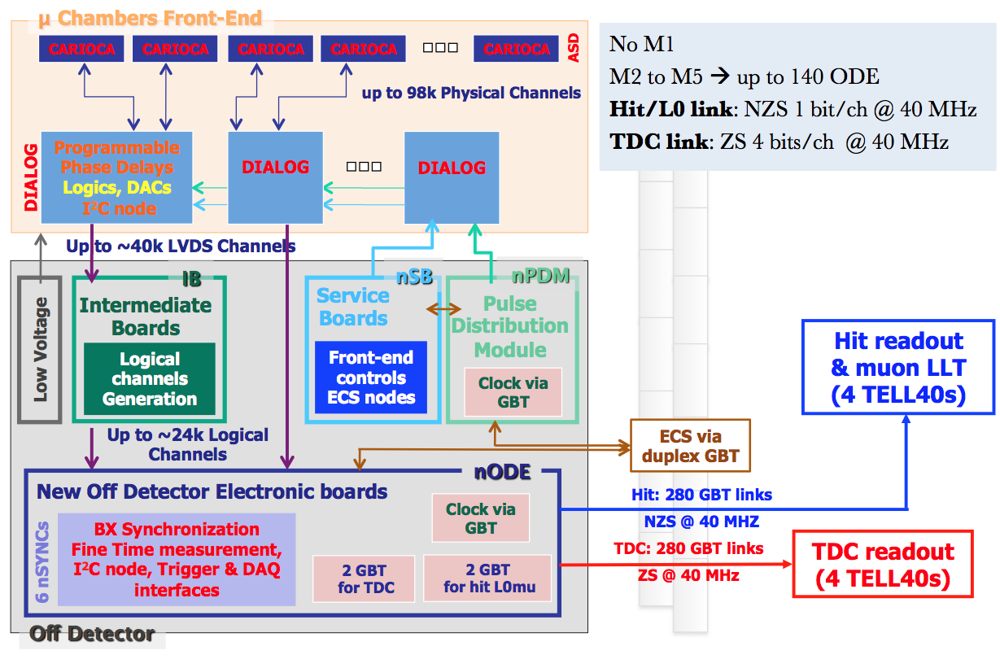 μ Chambers Front-End
CARIOCA
CARIOCA
CARIOCA
CARIOCA
CARIOCA
ASD
up to 98k Physical Channels
DIALOG
Programmable
Phase Delays
Logics, DACs
I²C node
DIALOG
DIALOG
No M1
M2 to M5 → up to 140 ODE
Hit/L0 link: NZS 1 bit/ch @ 40 MHz
TDC link: ZS 4 bits/ch @ 40 MHz
Up to ~40k LVDS Channels
Low Voltage
IB
Intermediate
Boards
Logical
channels
Generation
nSB
Service
Boards
Front-end
controls
ECS nodes
nPDM
Pulse
Distribution
Module
Clock via
GBT
Up to ~24k Logical
Channels
ECS via
duplex GBT
Hit readout
& muon LLT
(4 TELL40s)
nODE
New Off Detector Electronic boards
6 nSYNCs
BX Synchronization
Fine Time measurement,
I²C node, Trigger & DAQ
interfaces
Clock via
GBT
2 GBT
for TDC
2 GBT
for hit L0mu
Hit: 280 GBT links
NZS @ 40 MHZ
TDC: 280 GBT links
ZS @ 40 MHz
TDC readout
(4 TELL40s)
Off Detector